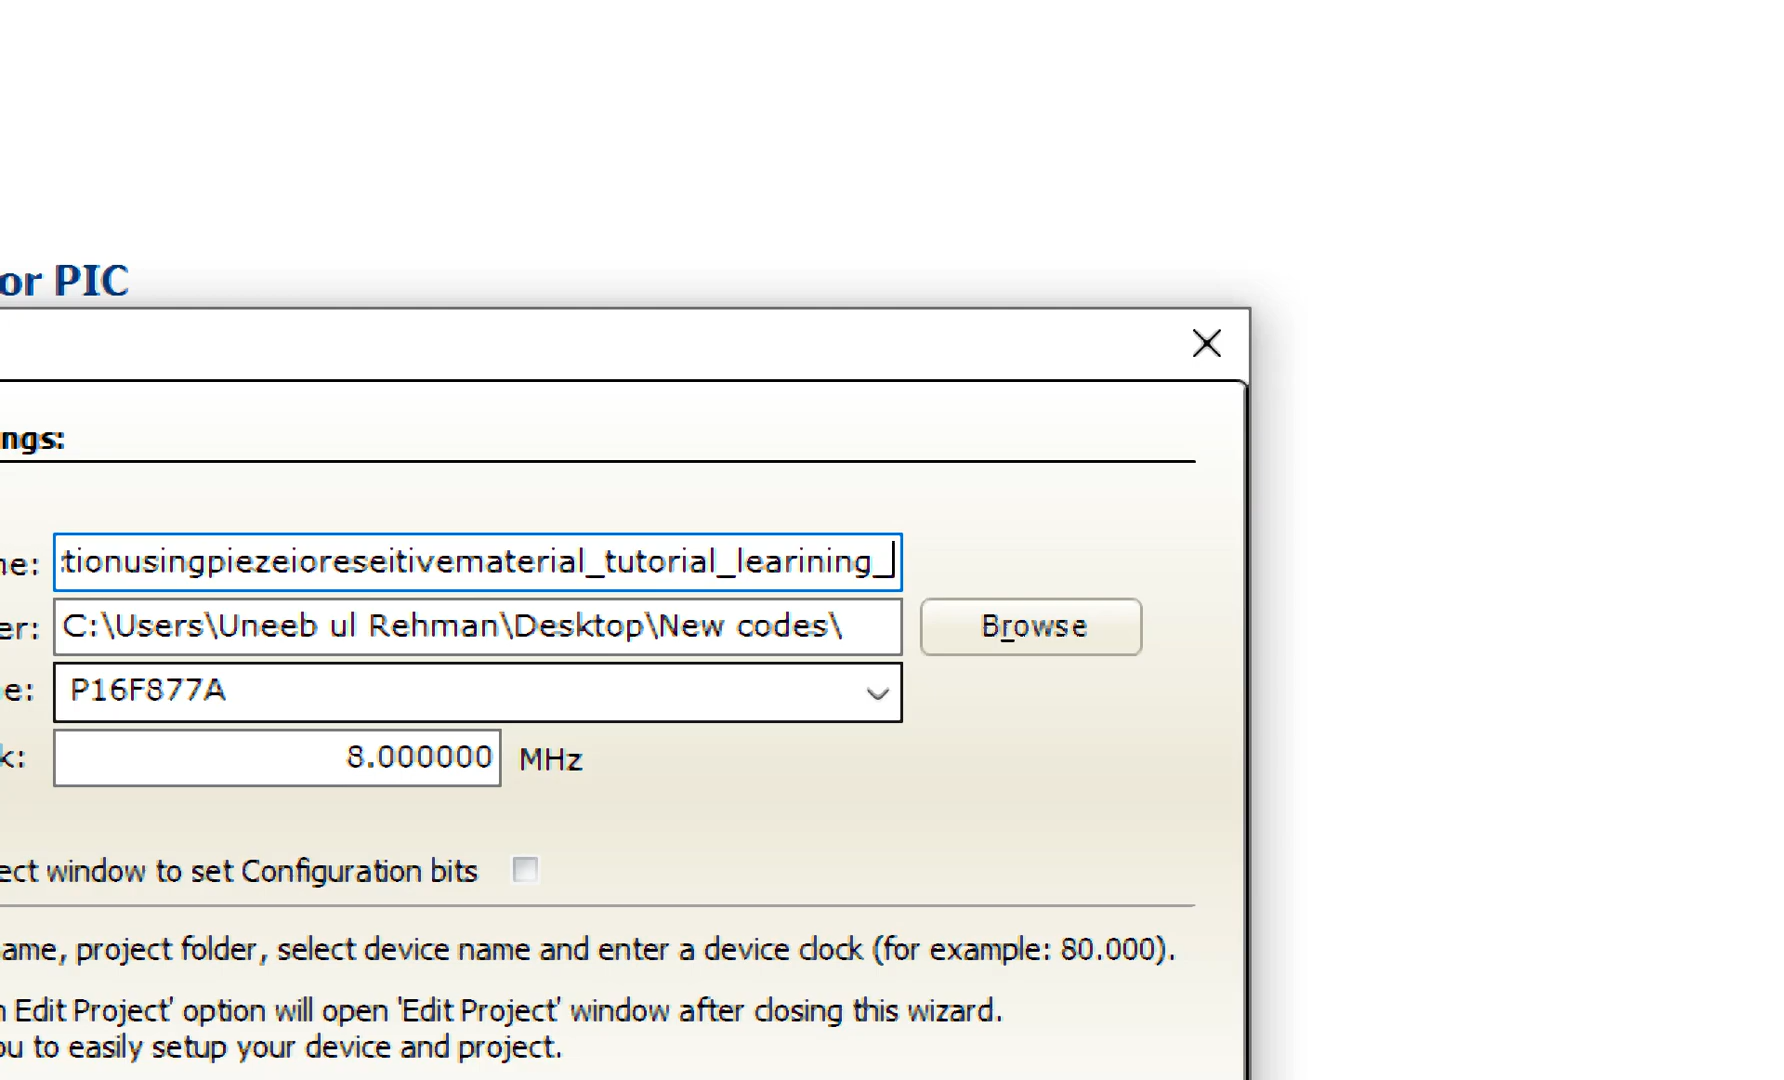 or PIC
ngs:
ne: tionusingpiezeioreseitivematerial_tutorial_learining_
er: C:\Users\Uneeb ul Rehman\Desktop\New codes\ Browse
e: P16F877A
k: 8.000000 MHz
ect window to set Configuration bits
ame, project folder, select device name and enter a device clock (for example: 80.000).
n Edit Project' option will open 'Edit Project' window after closing this wizard.
ou to easily setup your device and project.